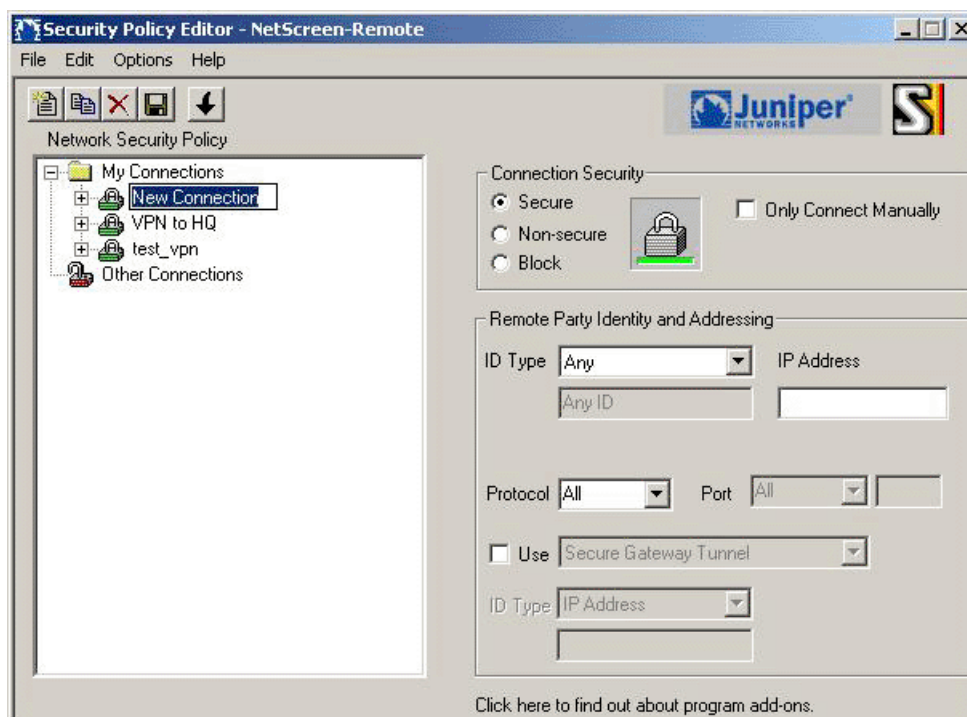 Security Policy Editor - NetScreen-Remote
File Edit Options Help
Juniper
NETWORKS
S
Network Security Policy
My Connections
New Connection
VPN to HQ
test_vpn
Other Connections
Connection Security
Secure
Non-secure
Block
Only Connect Manually
Remote Party Identity and Addressing
ID Type Any IP Address
Any ID
Protocol All Port All
Use Secure Gateway Tunnel
ID Type IP Address
Click here to find out about program add-ons.